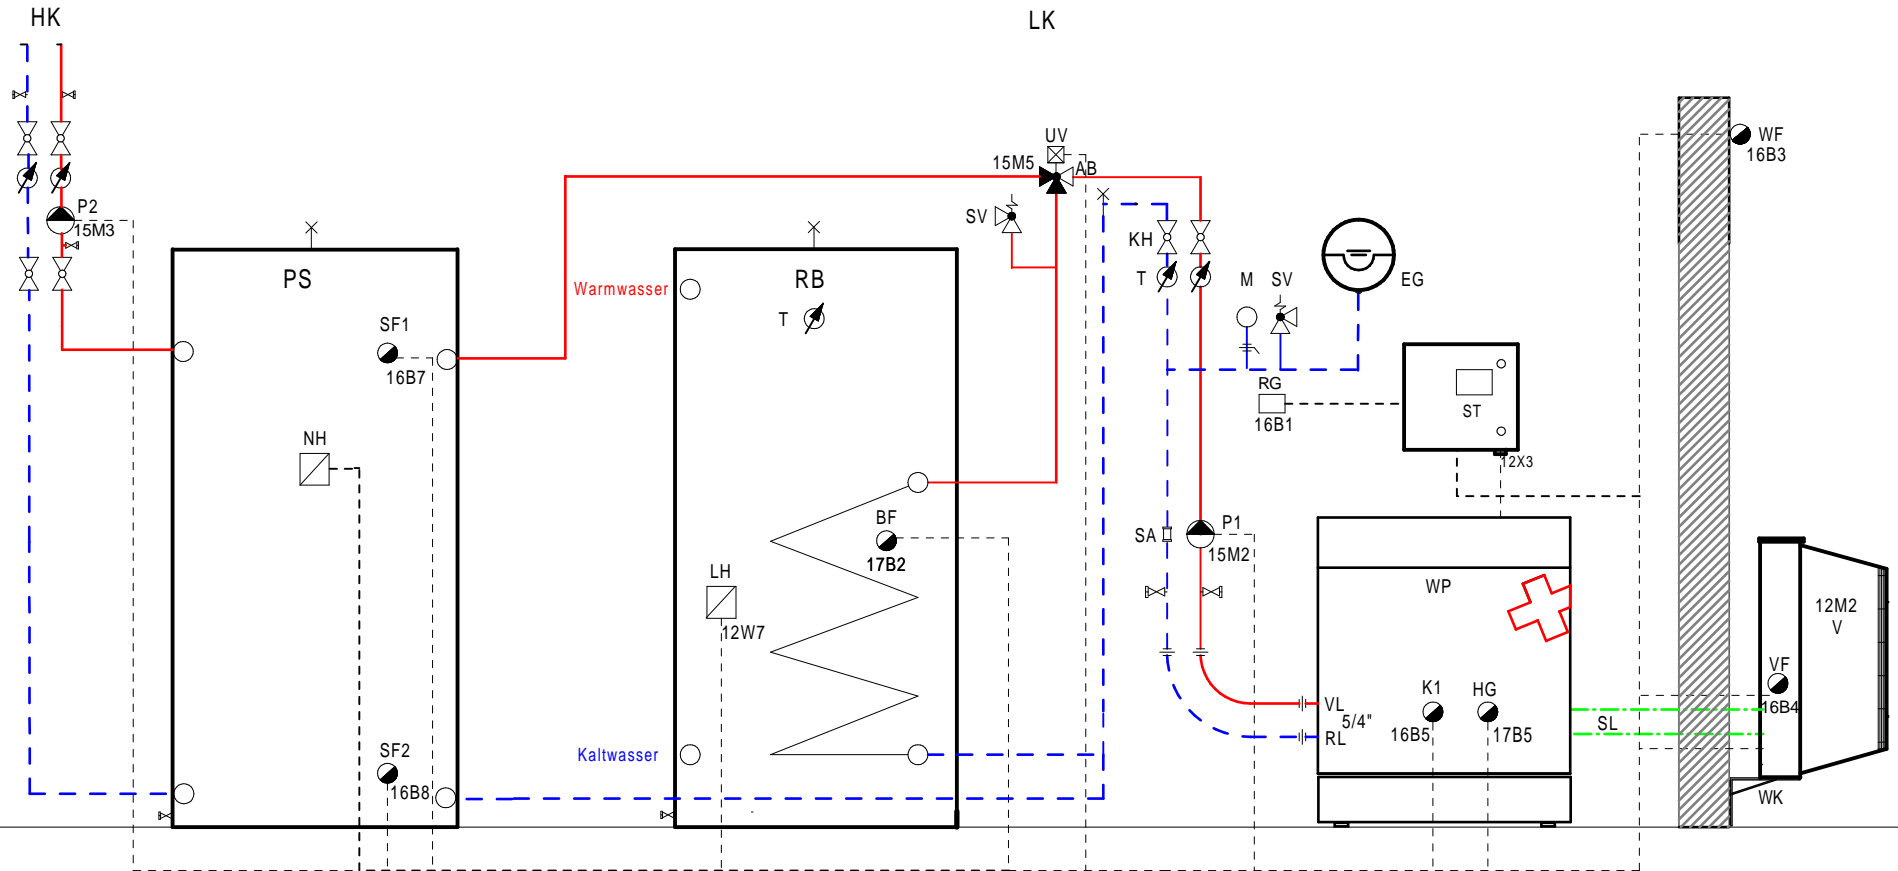 HK
LK
UV
15M5
AB
WF
16B3
P2
15M3
SV
KH
T
M
SV
EG
PS
RB
Warmwasser
T
SF1
16B7
RG
16B1
ST
12X3
NH
BF
17B2
SA
P1
15M2
LH
12W7
WP
12M2
V
VF
16B4
K1
16B5
HG
17B5
VL
5/4"
RL
SL
SF2
16B8
Kaltwasser
WK